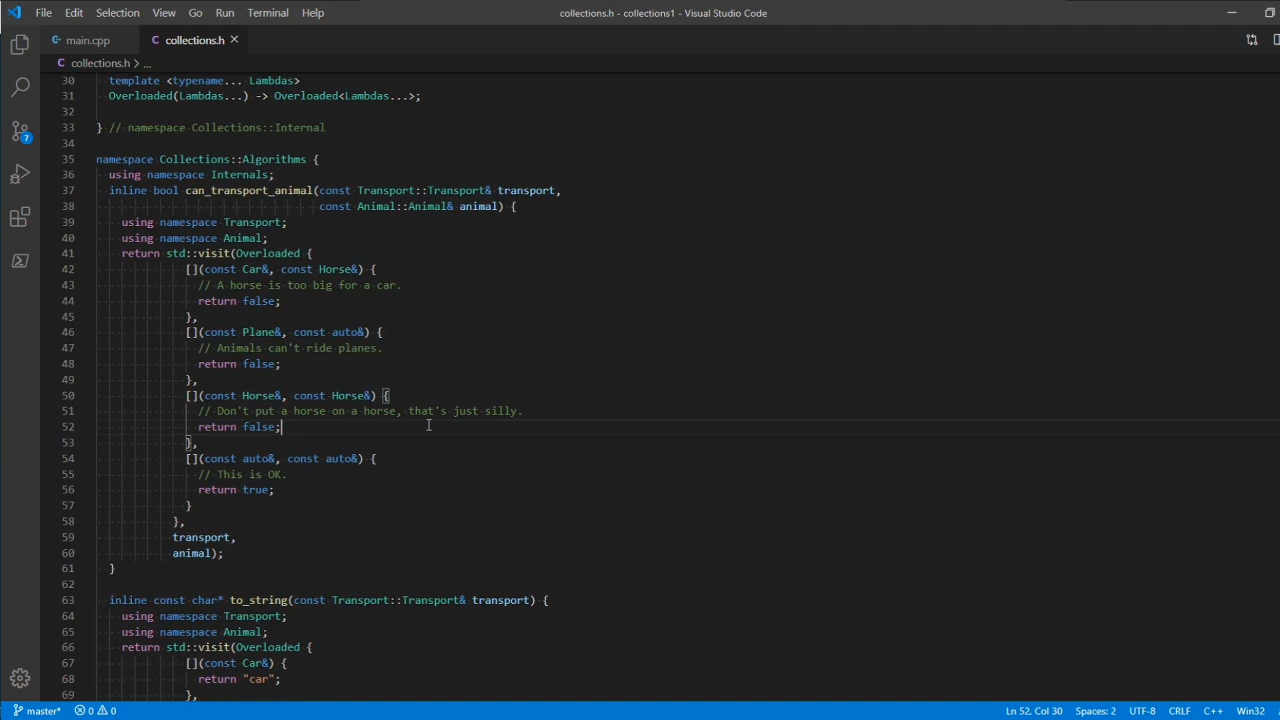 File Edit Selection View Go Run Terminal Help collections.h - collections1 - Visual Studio Code
main.cpp C collections.h
C collections.h > ...
30 template <typename... Lambdas>
31 Overloaded(Lambdas...) -> Overloaded<Lambdas...>;
32
33 } // namespace Collections::Internal
34
35 namespace Collections::Algorithms {
36 using namespace Internals;
37 inline bool can_transport_animal(const Transport::Transport& transport,
38 const Animal::Animal& animal) {
39 using namespace Transport;
40 using namespace Animal;
41 return std::visit(Overloaded {
42 [](const Car&, const Horse&) {
43 // A horse is too big for a car.
44 return false;
45 },
46 [](const Plane&, const auto&) {
47 // Animals can't ride planes.
48 return false;
49 },
50 [](const Horse&, const Horse&) {
51 // Don't put a horse on a horse, that's just silly.
52 return false;
53 },
54 [](const auto&, const auto&) {
55 // This is OK.
56 return true;
57 }
58 },
59 transport,
60 animal);
61 }
62
63 inline const char* to_string(const Transport::Transport& transport) {
64 using namespace Transport;
65 using namespace Animal;
66 return std::visit(Overloaded {
67 [](const Car&) {
68 return "car";
69 },
7
master* 0 0 Ln 52, Col 30 Spaces: 2 UTF-8 CRLF C++ Win32